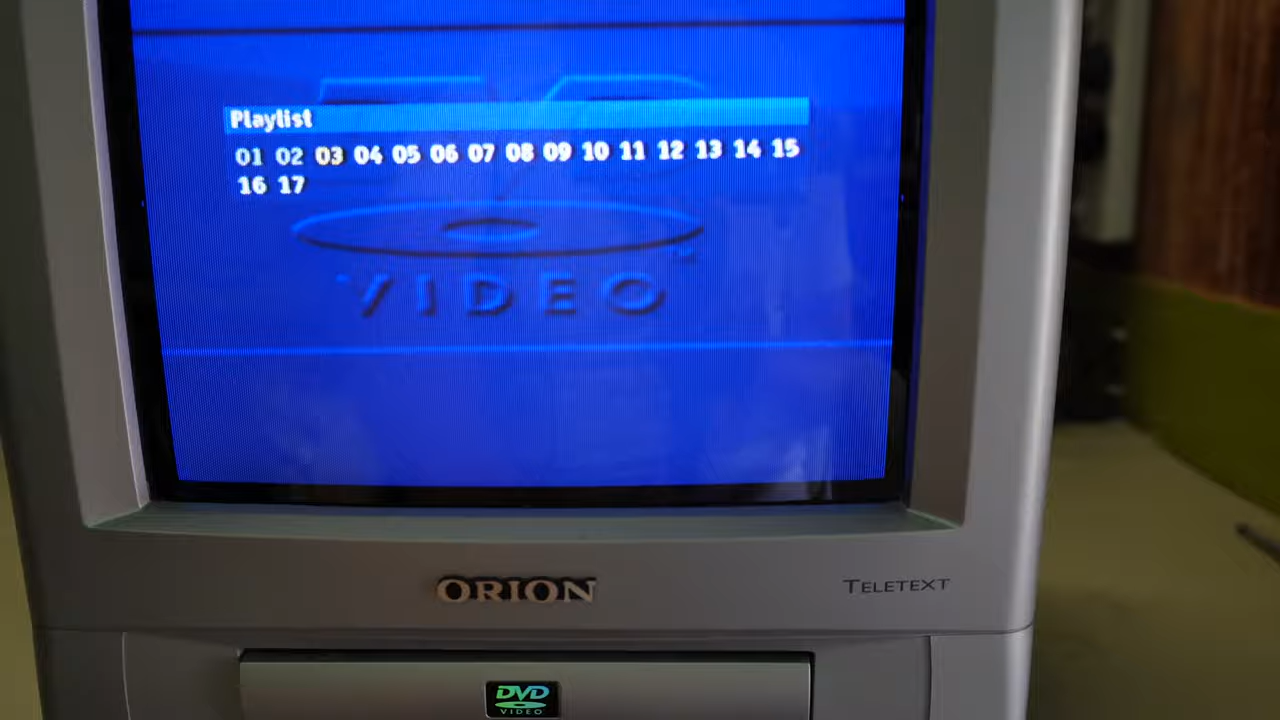 Playlist
01 02 03 04 05 06 07 08 09 10 11 12 13 14 15
16 17
VIDEO
ORION
TELETEXT
DVD
VIDEO